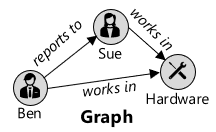 Sue
reports to
works in
Ben
works in
Hardware
Graph